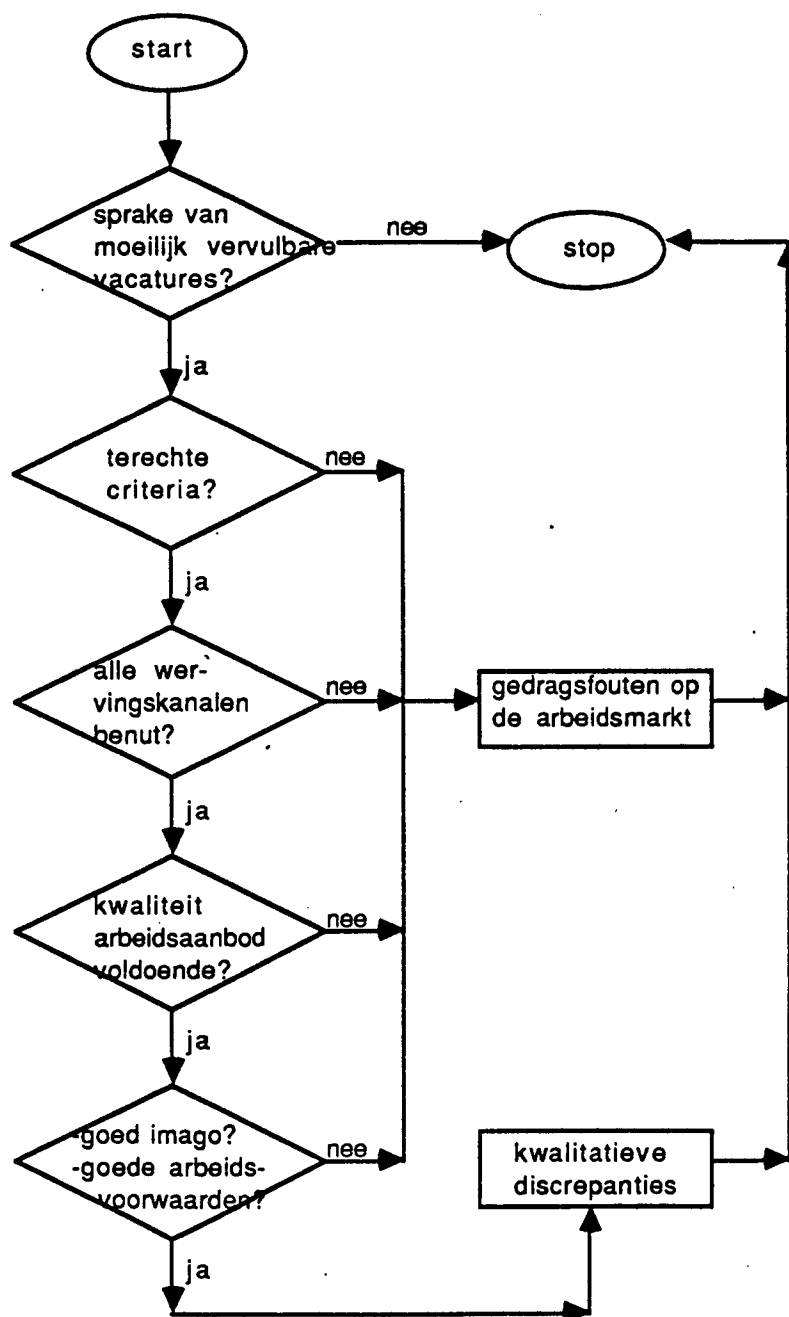 start
sprake van
moeilijk vervulbare
vacatures?
nee
stop
ja
terechte
criteria?
nee
ja
alle wer-
vingskanalen
benut?
nee
gedragsfouten op
de arbeidsmarkt
ja
kwaliteit
arbeidsaanbod
voldoende?
nee
ja
-goed imago?
-goede arbeids-
voorwaarden?
nee
kwalitatieve
discrepanties
ja